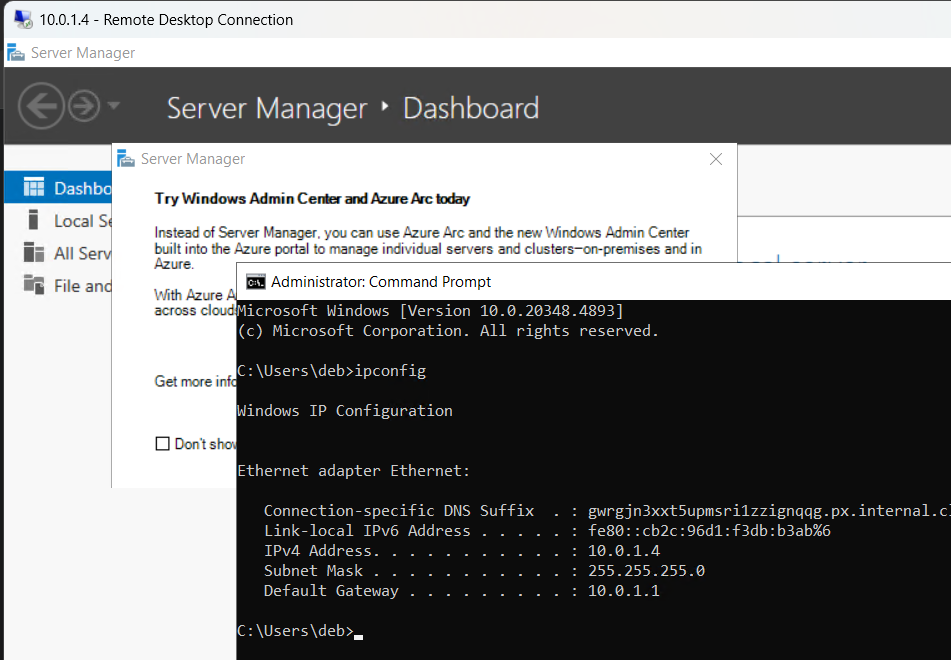 10.0.1.4 - Remote Desktop Connection
Server Manager
Server Manager • Dashboard
Server Manager
Dashbo
Try Windows Admin Center and Azure Arc today
Local Se
Instead of Server Manager, you can use Azure Arc and the new Windows Admin Center
built into the Azure portal to manage individual servers and clusters—on-premises and in
Azure.
All Serv
File and
With Azure A
across clouds
Get more info
Don't show
Administrator: Command Prompt
Microsoft Windows [Version 10.0.20348.4893]
(c) Microsoft Corporation. All rights reserved.
C:\Users\deb>ipconfig
Windows IP Configuration
Ethernet adapter Ethernet:
Connection-specific DNS Suffix  . : gwrgjn3xxt5upmsri1zzignqqg.px.internal.cl
Link-local IPv6 Address . . . . . : fe80::cb2c:96d1:f3db:b3ab%6
IPv4 Address. . . . . . . . . . . : 10.0.1.4
Subnet Mask . . . . . . . . . . . : 255.255.255.0
Default Gateway . . . . . . . . . : 10.0.1.1
C:\Users\deb>